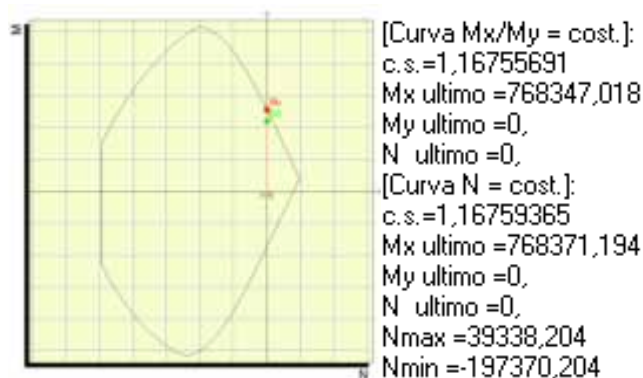 M
[Curva Mx/My = cost.]:
c.s.=1,16755691
Mx ultimo =768347,018
My ultimo =0,
N ultimo =0,
[Curva N = cost.]:
c.s.=1,16759365
Mx ultimo =768371,194
My ultimo =0,
N ultimo =0,
Nmax =39338,204
Nmin =-197370,204
N